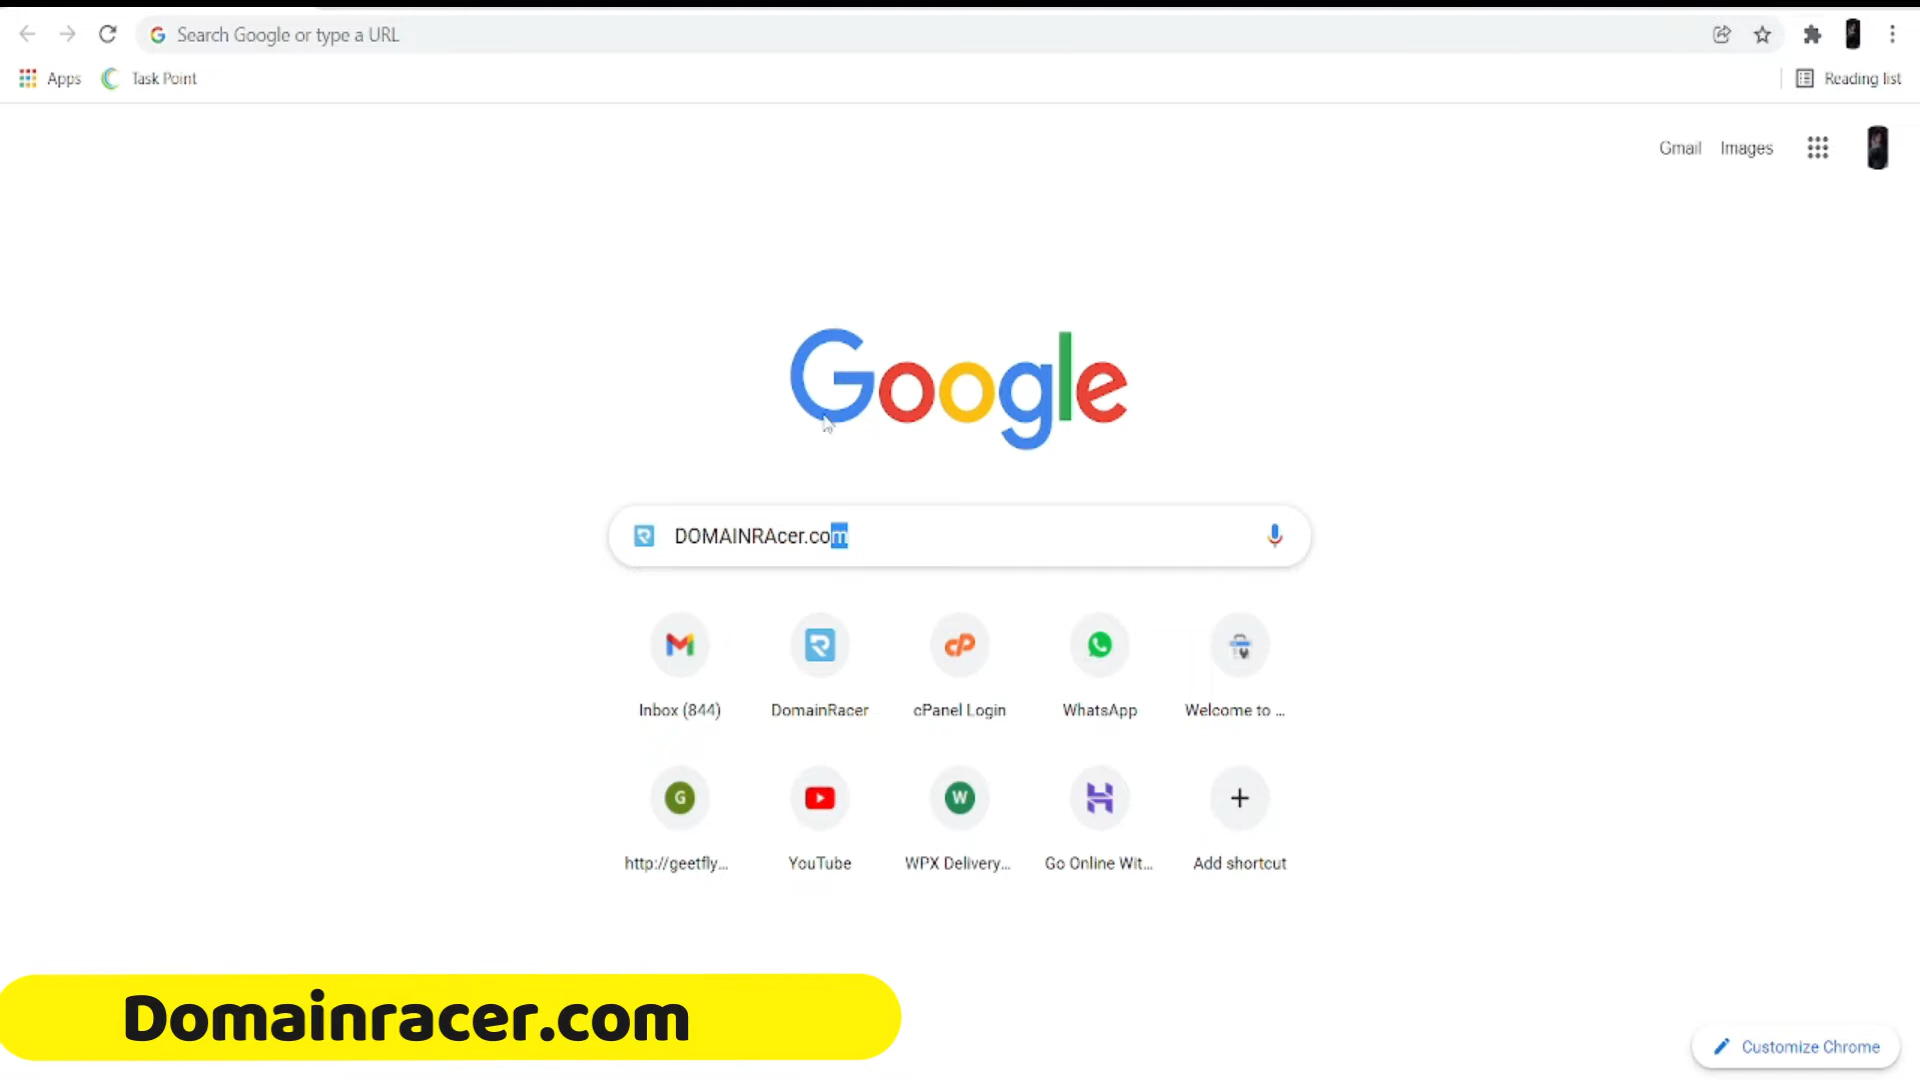 Search Google or type a URL
Apps
Task Point
Reading list
Gmail
Images
Google
DOMAINRAcer.com
Inbox (844)
DomainRacer
cPanel Login
WhatsApp
Welcome to ...
G
W
http://geetfly...
YouTube
WPX Delivery...
Go Online Wit...
Add shortcut
Domainracer.com
Customize Chrome